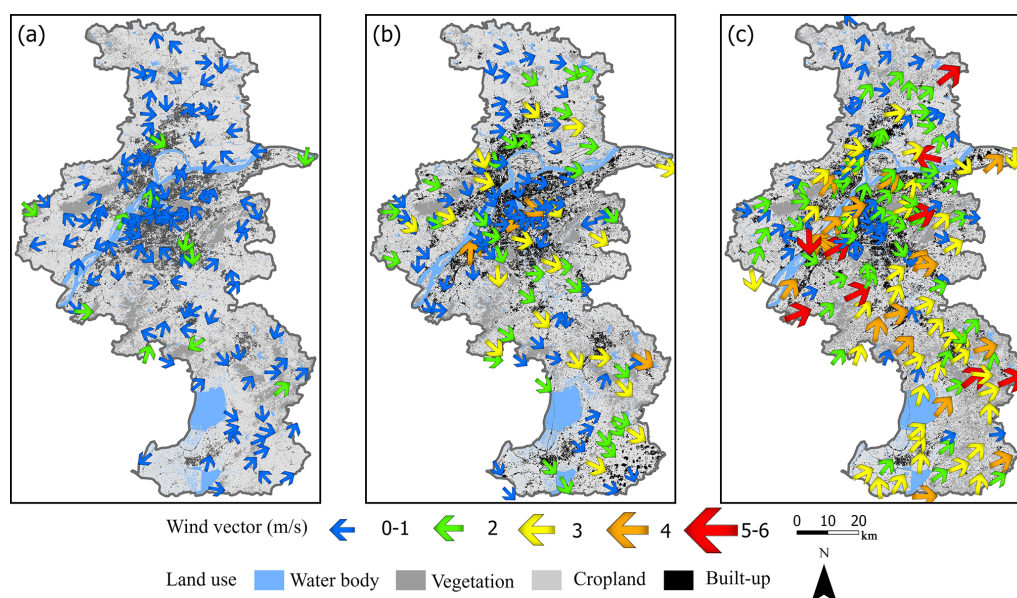 (a) (b) (c)
Wind vector (m/s) 0-1 2 3 4 5-6 0 10 20 km
N
Land use Water body Vegetation Cropland Built-up